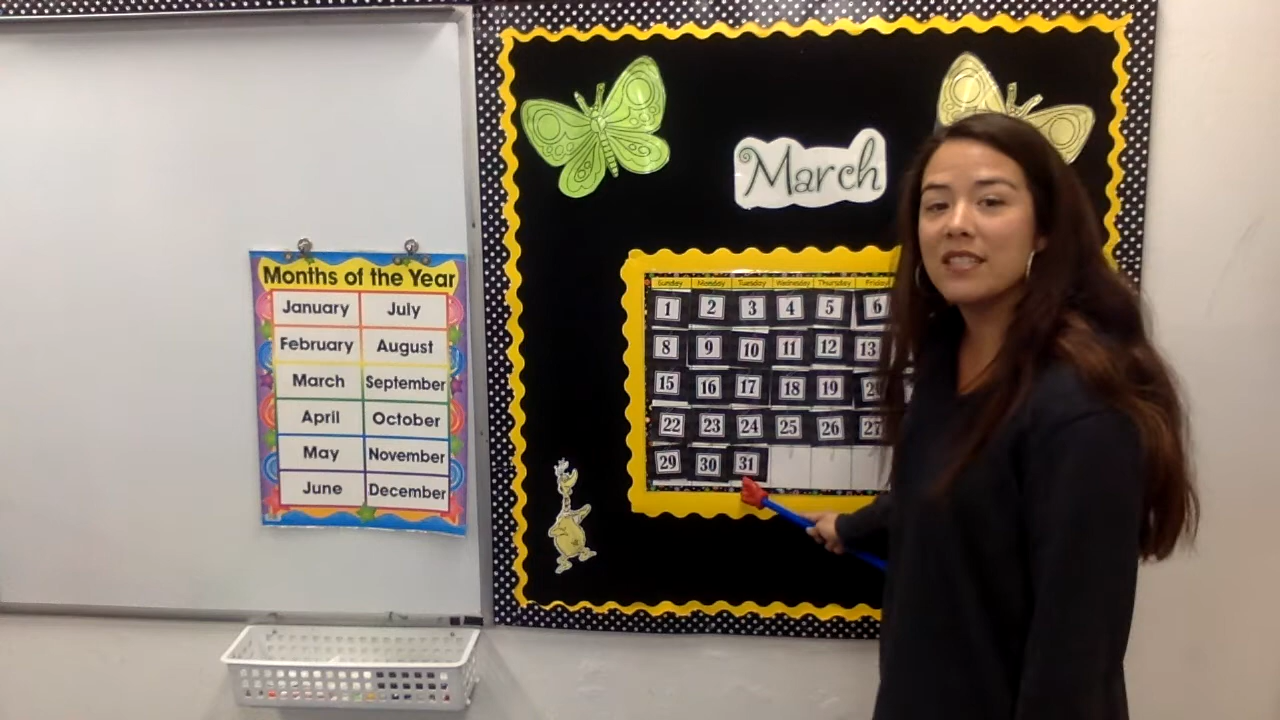 Months of the Year
January July
February August
March September
April October
May November
June December
March
Sunday Monday Tuesday Wednesday Thursday Friday
1 2 3 4 5 6
8 9 10 11 12 13
15 16 17 18 19 20
22 23 24 25 26 27
29 30 31